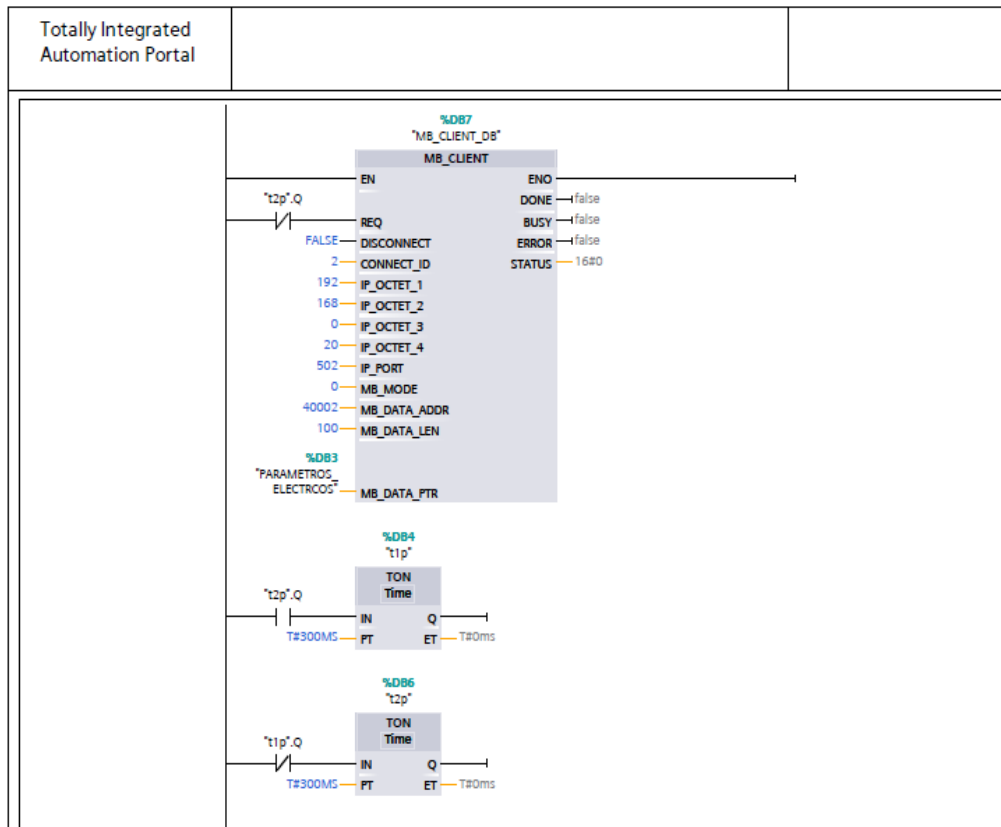 Totally Integrated
Automation Portal
%DB7
"MB_CLIENT_DB"
MB_CLIENT
EN ENO
DONE false
"t2p".Q REQ BUSY false
FALSE DISCONNECT ERROR false
2 CONNECT_ID STATUS 16#0
192 IP_OCTET_1
168 IP_OCTET_2
0 IP_OCTET_3
20 IP_OCTET_4
502 IP_PORT
0 MB_MODE
40002 MB_DATA_ADDR
100 MB_DATA_LEN
%DB3
"PARAMETROS_
ELECTRCOS" MB_DATA_PTR
%DB4
"t1p"
TON
Time
"t2p".Q
IN Q
T#300MS PT ET T#0ms
%DB6
"t2p"
TON
Time
"t1p".Q
IN Q
T#300MS PT ET T#0ms